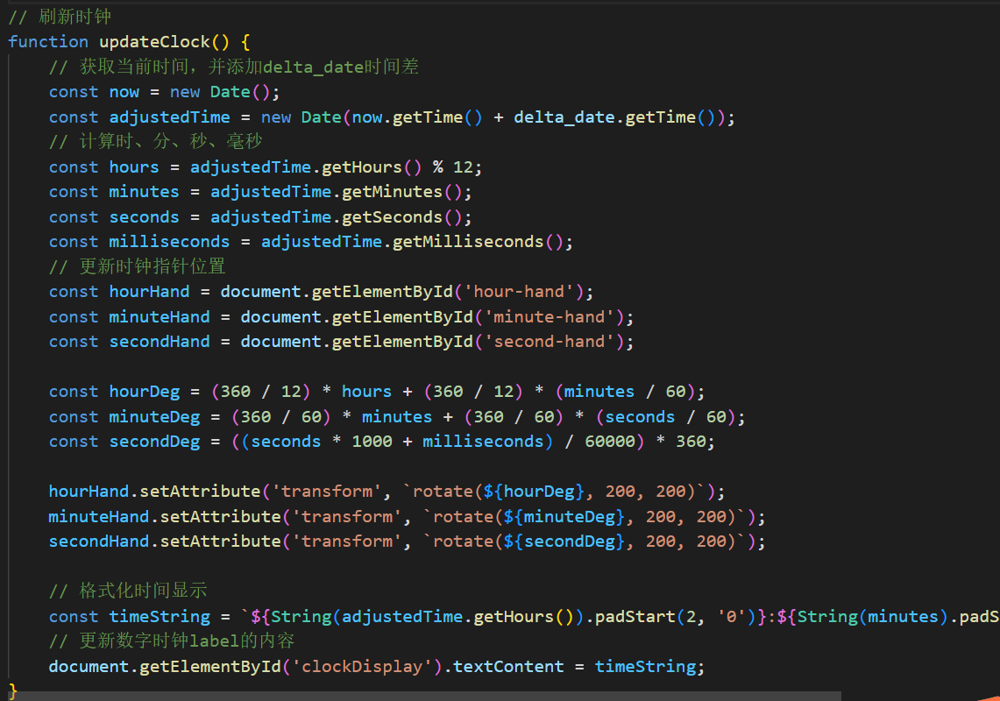 // 刷新时钟
function updateClock() {
    // 获取当前时间，并添加delta_date时间差
    const now = new Date();
    const adjustedTime = new Date(now.getTime() + delta_date.getTime());
    // 计算时、分、秒、毫秒
    const hours = adjustedTime.getHours() % 12;
    const minutes = adjustedTime.getMinutes();
    const seconds = adjustedTime.getSeconds();
    const milliseconds = adjustedTime.getMilliseconds();
    // 更新时钟指针位置
    const hourHand = document.getElementById('hour-hand');
    const minuteHand = document.getElementById('minute-hand');
    const secondHand = document.getElementById('second-hand');

    const hourDeg = (360 / 12) * hours + (360 / 12) * (minutes / 60);
    const minuteDeg = (360 / 60) * minutes + (360 / 60) * (seconds / 60);
    const secondDeg = ((seconds * 1000 + milliseconds) / 60000) * 360;

    hourHand.setAttribute('transform', `rotate(${hourDeg}, 200, 200)`);
    minuteHand.setAttribute('transform', `rotate(${minuteDeg}, 200, 200)`);
    secondHand.setAttribute('transform', `rotate(${secondDeg}, 200, 200)`);

    // 格式化时间显示
    const timeString = `${String(adjustedTime.getHours()).padStart(2, '0')}:${String(minutes).padS
    // 更新数字时钟label的内容
    document.getElementById('clockDisplay').textContent = timeString;
}